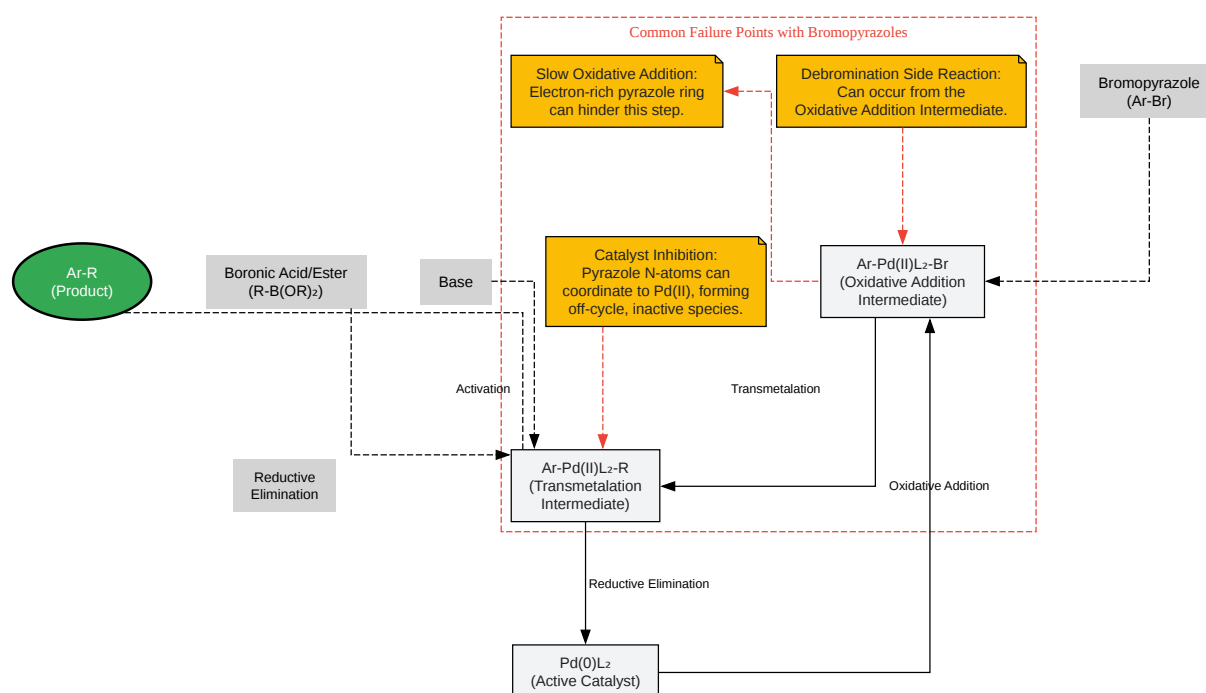 Common Failure Points with Bromopyrazoles
Slow Oxidative Addition:
Electron-rich pyrazole ring
can hinder this step.
Debromination Side Reaction:
Can occur from the
Oxidative Addition Intermediate.
Bromopyrazole
(Ar-Br)
Ar-R
(Product)
Boronic Acid/Ester
(R-B(OR)₂)
Base
Catalyst Inhibition:
Pyrazole N-atoms can
coordinate to Pd(II), forming
off-cycle, inactive species.
Ar-Pd(II)L₂-Br
(Oxidative Addition
Intermediate)
Activation
Transmetalation
Reductive
Elimination
Ar-Pd(II)L₂-R
(Transmetalation
Intermediate)
Oxidative Addition
Reductive Elimination
Pd(0)L₂
(Active Catalyst)